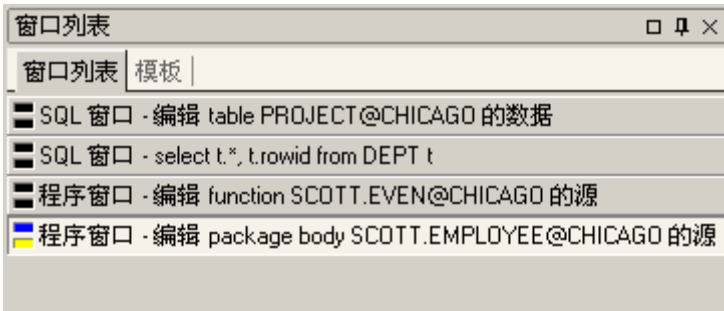 窗口列表
窗口列表 模板
SQL 窗口 - 编辑 table PROJECT@CHICAGO 的数据
SQL 窗口 - select t.*, t.rowid from DEPT t
程序窗口 - 编辑 function SCOTT.EVEN@CHICAGO 的源
程序窗口 - 编辑 package body SCOTT.EMPLOYEE@CHICAGO 的源